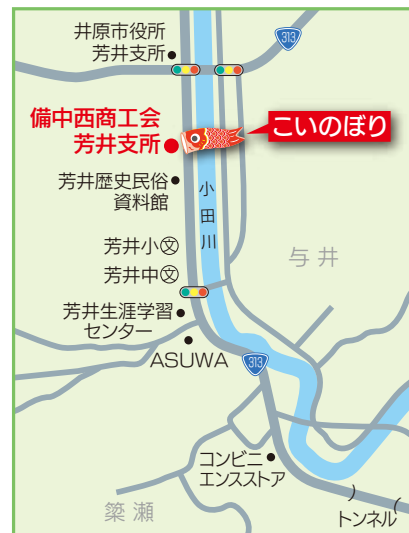 井原市役所
芳井支所
313
備中西商工会
芳井支所
こいのぼり
芳井歴史民俗
資料館
小田川
芳井小文
芳井中文
与井
芳井生涯学習
センター
ASUWA
313
コンビニ
エンスストア
簗瀬
トンネル